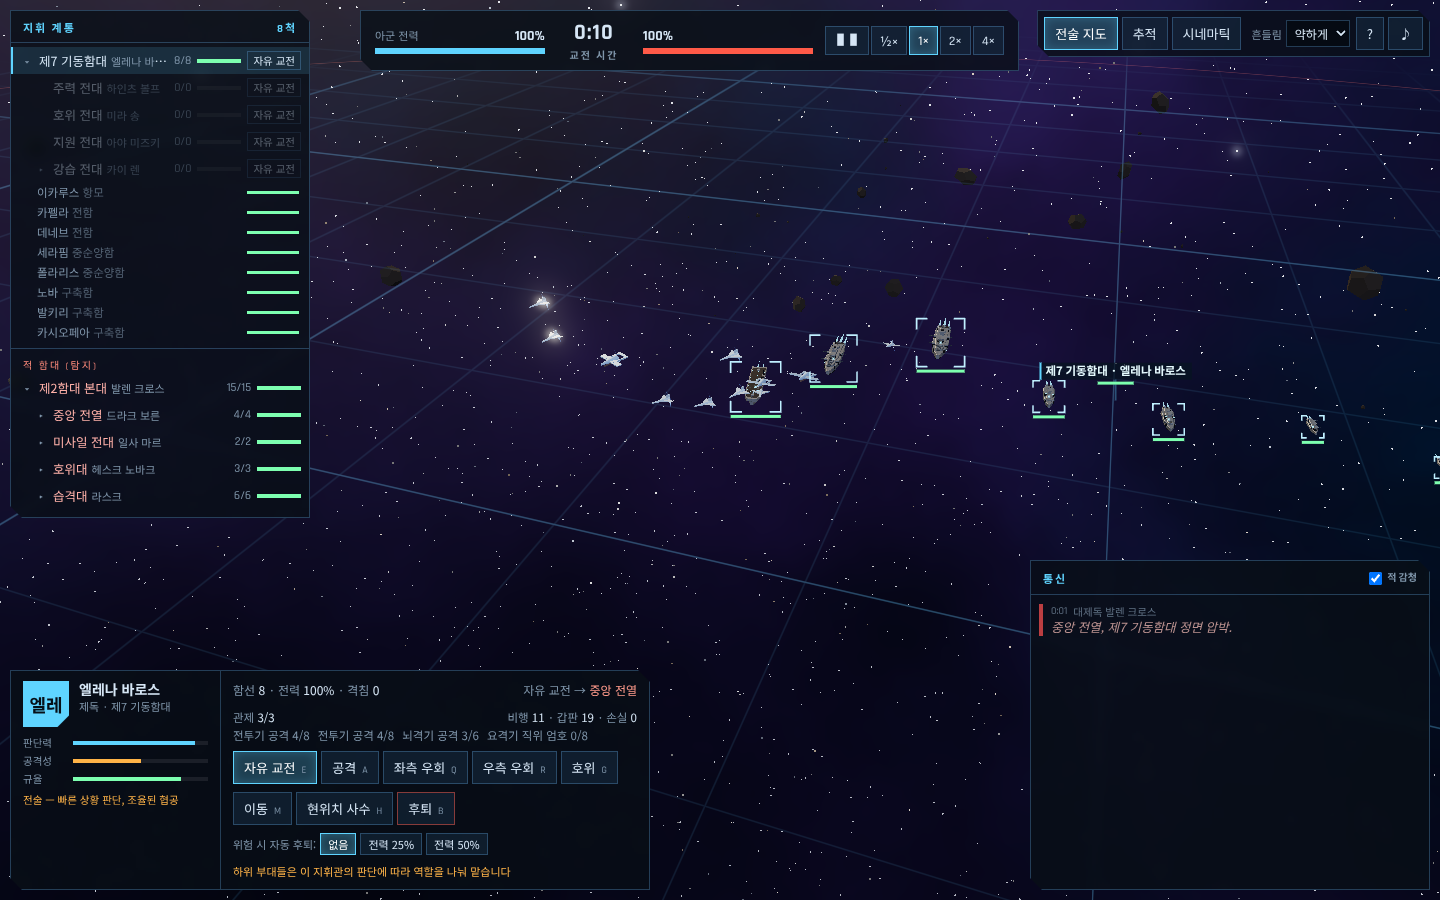 지휘 계통 8척
제7 기동함대 엘레나 바··· 8/8 자유 교전
주력 전대 하인츠 볼프 0/0 자유 교전
호위 전대 미라 송 0/0 자유 교전
지원 전대 아야 미즈키 0/0 자유 교전
강습 전대 카이 렌 0/0 자유 교전
이카루스 항모
카펠라 전함
데네브 전함
세라핌 중순양함
폴라리스 중순양함
노바 구축함
발키리 구축함
카시오페아 구축함
적 함대 (탐지)
제2함대 본대 발렌 크로스 15/15
중앙 전열 드라크 보른 4/4
미사일 전대 일사 마르 2/2
호위대 헤스크 노바크 3/3
습격대 라스크 6/6
아군 전력 100%
0:10
교전 시간
100%
½× 1× 2× 4×
전술 지도 추적 시네마틱 흔들림 약하게 ? ♪
제7 기동함대 · 엘레나 바로스
통신 적 감청
0:01 대제독 발렌 크로스
중앙 전열, 제7 기동함대 정면 압박.
엘레
엘레나 바로스
제독 · 제7 기동함대
판단력
공격성
규율
전술 — 빠른 상황 판단, 조율된 협공
함선 8 · 전력 100% · 격침 0 자유 교전 → 중앙 전열
관제 3/3 비행 11 · 갑판 19 · 손실 0
전투기 공격 4/8 전투기 공격 4/8 뇌격기 공격 3/6 요격기 직위 엄호 0/8
자유 교전 E 공격 A 좌측 우회 Q 우측 우회 R 호위 G
이동 M 현위치 사수 H 후퇴 B
위험 시 자동 후퇴: 없음 전력 25% 전력 50%
하위 부대들은 이 지휘관의 판단에 따라 역할을 나눠 맡습니다